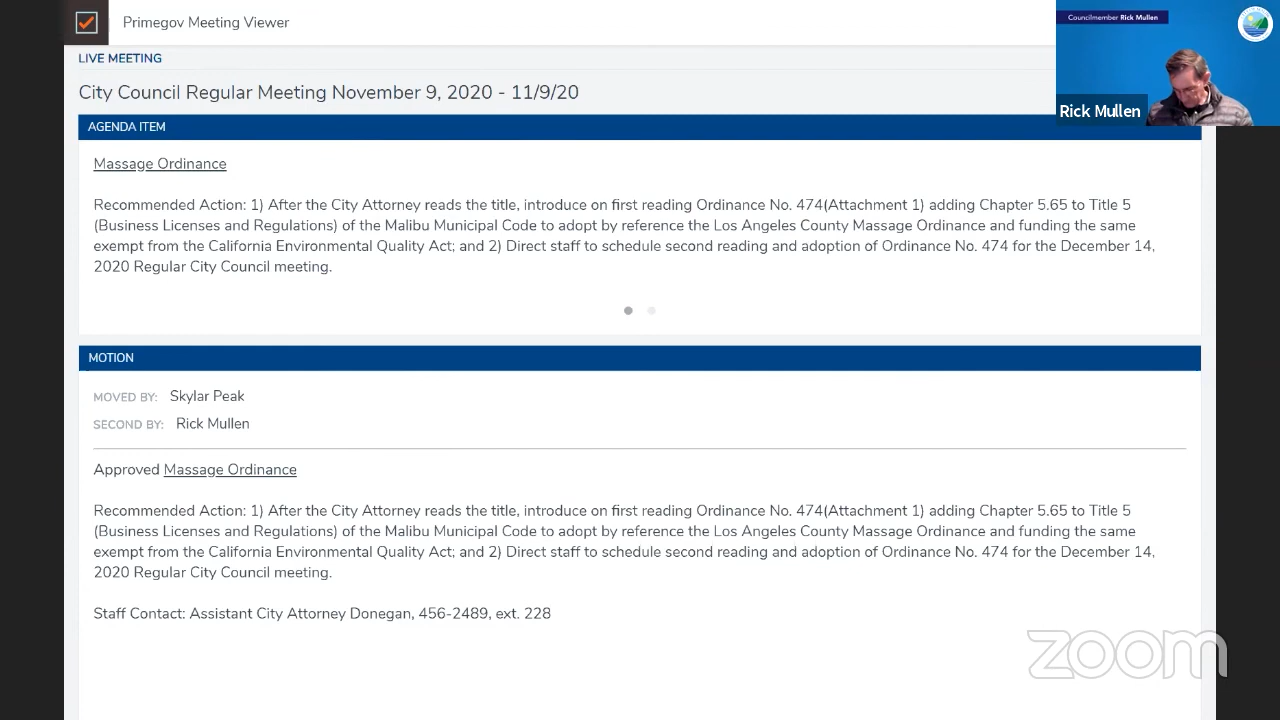 Primegov Meeting Viewer
Councilmember Rick Mullen
LIVE MEETING
City Council Regular Meeting November 9, 2020 - 11/9/20
Rick Mullen
AGENDA ITEM
Massage Ordinance
Recommended Action: 1) After the City Attorney reads the title, introduce on first reading Ordinance No. 474(Attachment 1) adding Chapter 5.65 to Title 5
(Business Licenses and Regulations) of the Malibu Municipal Code to adopt by reference the Los Angeles County Massage Ordinance and funding the same
exempt from the California Environmental Quality Act; and 2) Direct staff to schedule second reading and adoption of Ordinance No. 474 for the December 14,
2020 Regular City Council meeting.
MOTION
MOVED BY: Skylar Peak
SECOND BY: Rick Mullen
Approved Massage Ordinance
Recommended Action: 1) After the City Attorney reads the title, introduce on first reading Ordinance No. 474(Attachment 1) adding Chapter 5.65 to Title 5
(Business Licenses and Regulations) of the Malibu Municipal Code to adopt by reference the Los Angeles County Massage Ordinance and funding the same
exempt from the California Environmental Quality Act; and 2) Direct staff to schedule second reading and adoption of Ordinance No. 474 for the December 14,
2020 Regular City Council meeting.
Staff Contact: Assistant City Attorney Donegan, 456-2489, ext. 228
zoom